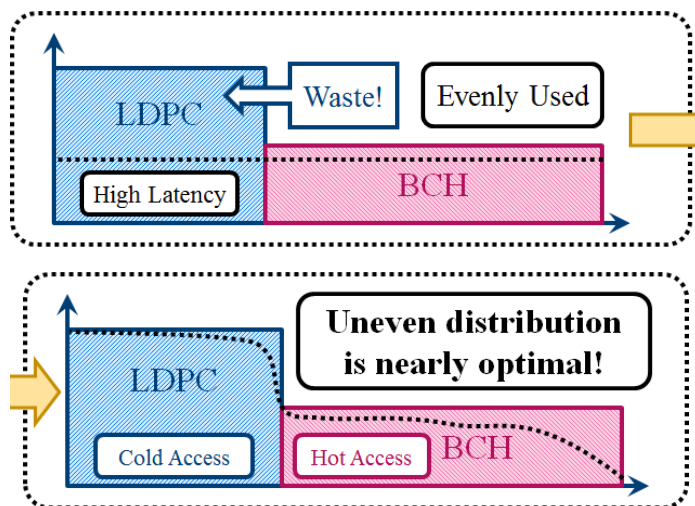 LDPC
Waste!
Evenly Used
High Latency
BCH
Uneven distribution
is nearly optimal!
LDPC
Cold Access
Hot Access
BCH